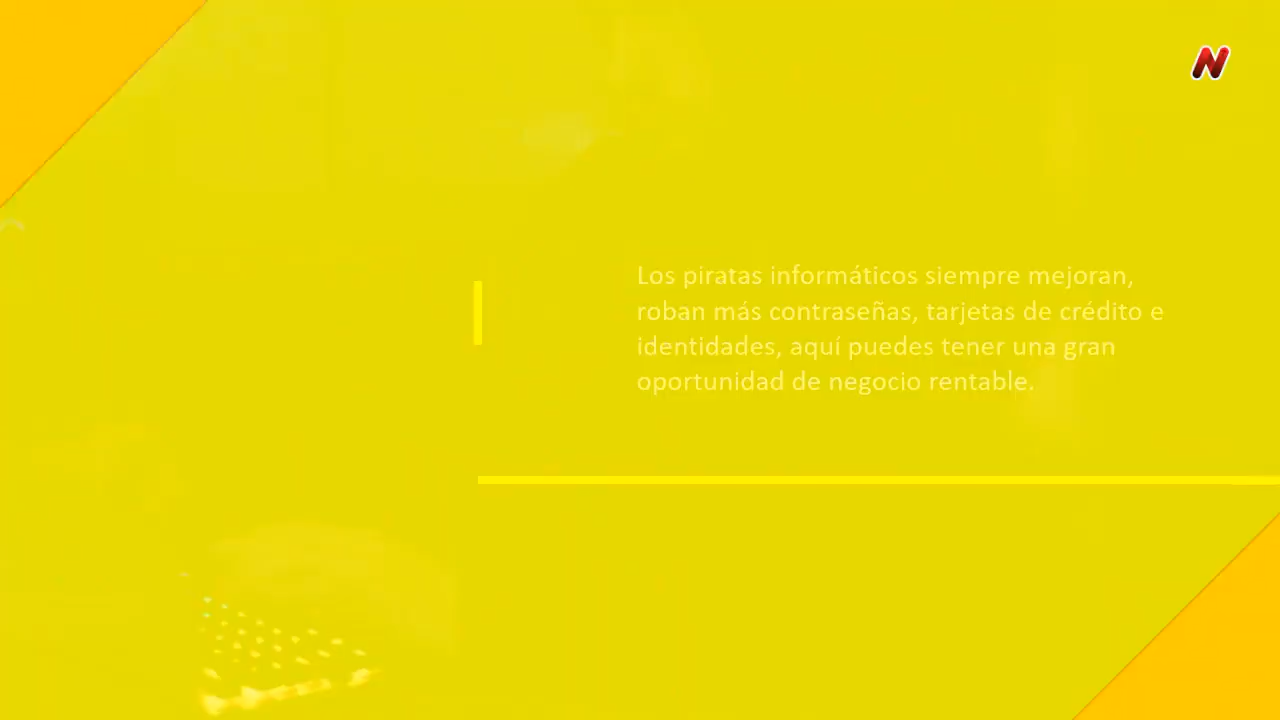 N
Los piratas informáticos siempre mejoran,
roban más contraseñas, tarjetas de crédito e
identidades, aquí puedes tener una gran
oportunidad de negocio rentable.